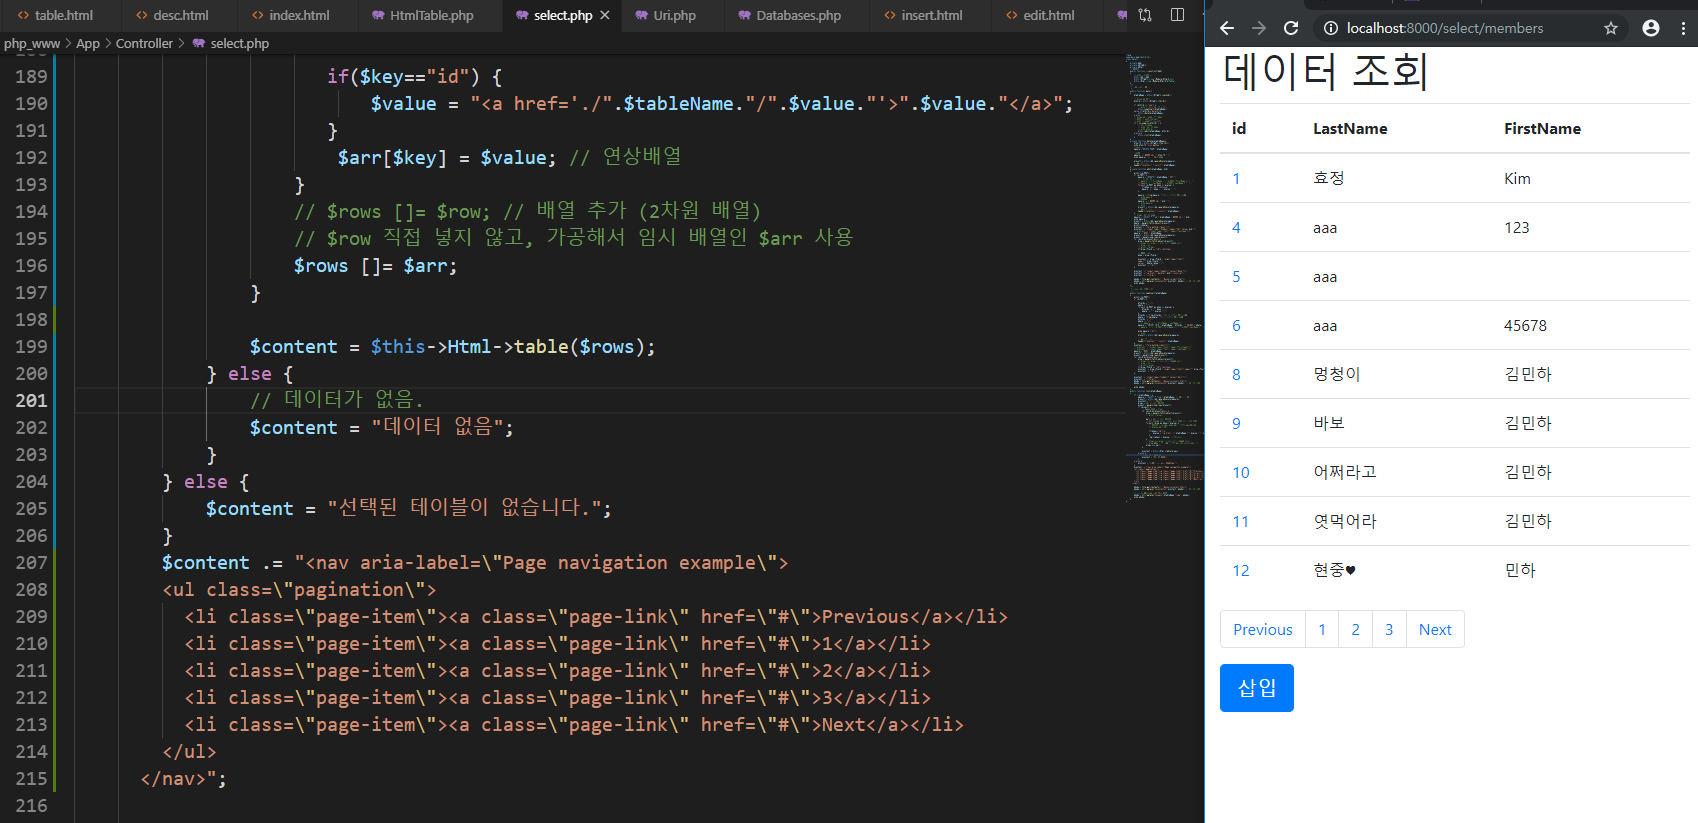 table.html desc.html index.html HtmlTable.php select.php Uri.php Databases.php insert.html edit.html
php_www > App > Controller > select.php
189 if($key=="id") {
190 $value = "<a href='./".$tableName."/".$value."'>".$value."</a>";
191 }
192 $arr[$key] = $value; // 연상배열
193 }
194 // $rows []= $row; // 배열 추가 (2차원 배열)
195 // $row 직접 넣지 않고, 가공해서 임시 배열인 $arr 사용
196 $rows []= $arr;
197 }
198
199 $content = $this->Html->table($rows);
200 } else {
201 // 데이터가 없음.
202 $content = "데이터 없음";
203 }
204 } else {
205 $content = "선택된 테이블이 없습니다.";
206 }
207 $content .= "<nav aria-label=\"Page navigation example\">
208 <ul class=\"pagination\">
209 <li class=\"page-item\"><a class=\"page-link\" href=\"#\">Previous</a></li>
210 <li class=\"page-item\"><a class=\"page-link\" href=\"#\">1</a></li>
211 <li class=\"page-item\"><a class=\"page-link\" href=\"#\">2</a></li>
212 <li class=\"page-item\"><a class=\"page-link\" href=\"#\">3</a></li>
213 <li class=\"page-item\"><a class=\"page-link\" href=\"#\">Next</a></li>
214 </ul>
215 </nav>";
216
localhost:8000/select/members
데이터 조회
id LastName FirstName
1 효정 Kim
4 aaa 123
5 aaa
6 aaa 45678
8 멍청이 김민하
9 바보 김민하
10 어쩌라고 김민하
11 엿먹어라 김민하
12 현중♥ 민하
Previous 1 2 3 Next
삽입